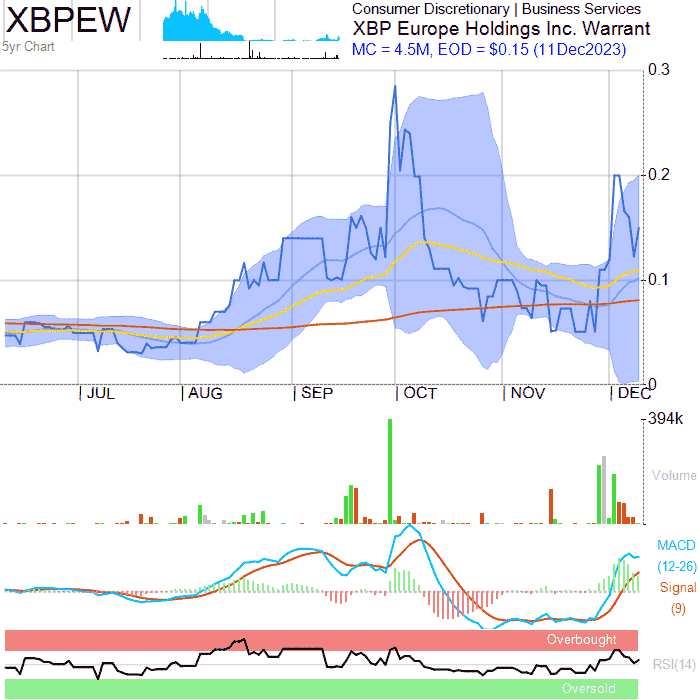 XBPEW
5yr Chart
Consumer Discretionary | Business Services
XBP Europe Holdings Inc. Warrant
MC = 4.5M, EOD = $0.15 (11Dec2023)
0.3
0.2
0.1
0
| JUL | AUG | SEP | OCT | NOV | DEC
394k
Volume
MACD
(12-26)
Signal
(9)
Overbought
RSI(14)
Oversold